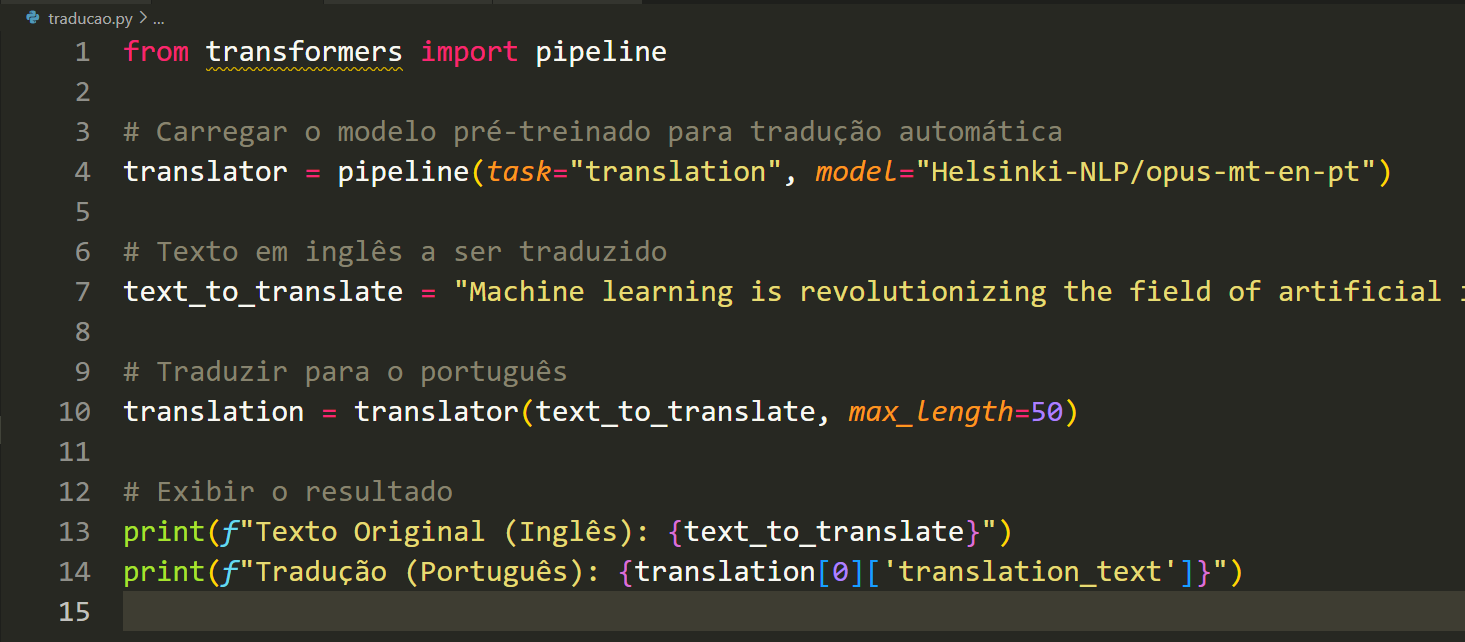 traducao.py > ...
1 from transformers import pipeline
2
3 # Carregar o modelo pré-treinado para tradução automática
4 translator = pipeline(task="translation", model="Helsinki-NLP/opus-mt-en-pt")
5
6 # Texto em inglês a ser traduzido
7 text_to_translate = "Machine learning is revolutionizing the field of artificial
8
9 # Traduzir para o português
10 translation = translator(text_to_translate, max_length=50)
11
12 # Exibir o resultado
13 print(f"Texto Original (Inglês): {text_to_translate}")
14 print(f"Tradução (Português): {translation[0]['translation_text']}")
15